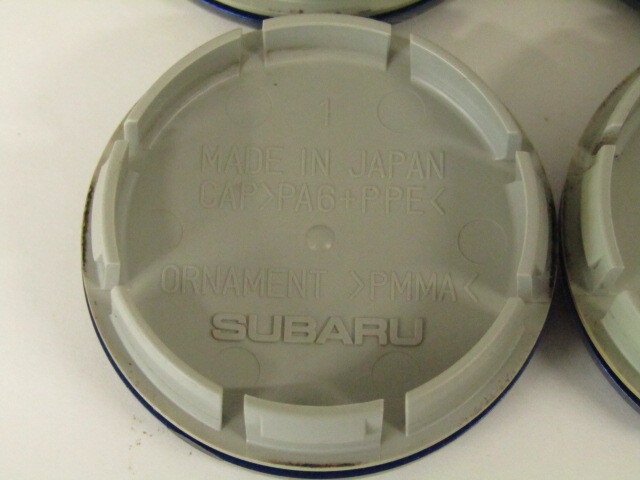 1
MADE IN JAPAN
CAP>PA6+PPE<
ORNAMENT >PMMA<
SUBARU